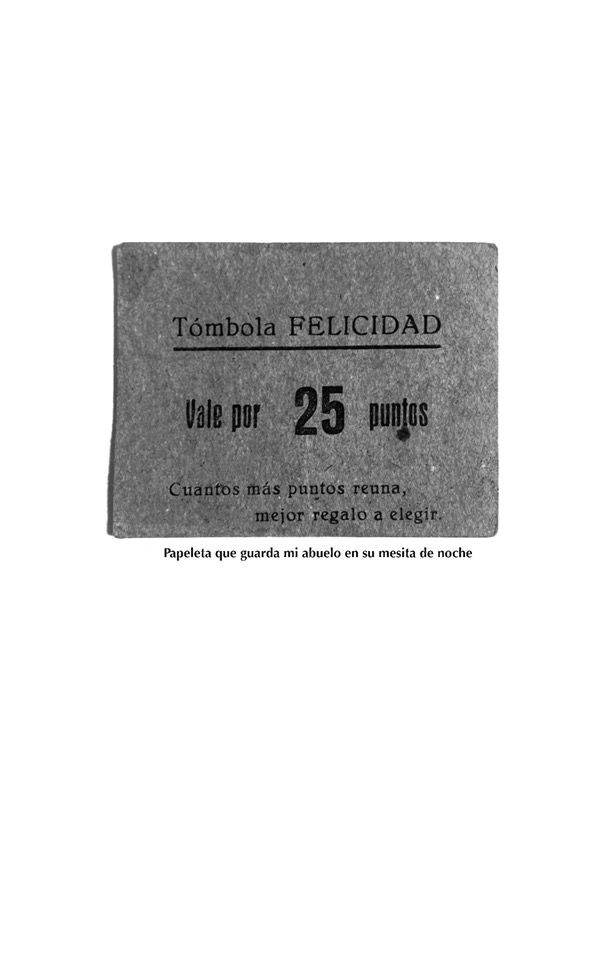 Tómbola FELICIDAD
Vale por 25 puntos
Cuantos más puntos reuna,
mejor regalo a elegir.
Papeleta que guarda mi abuelo en su mesita de noche